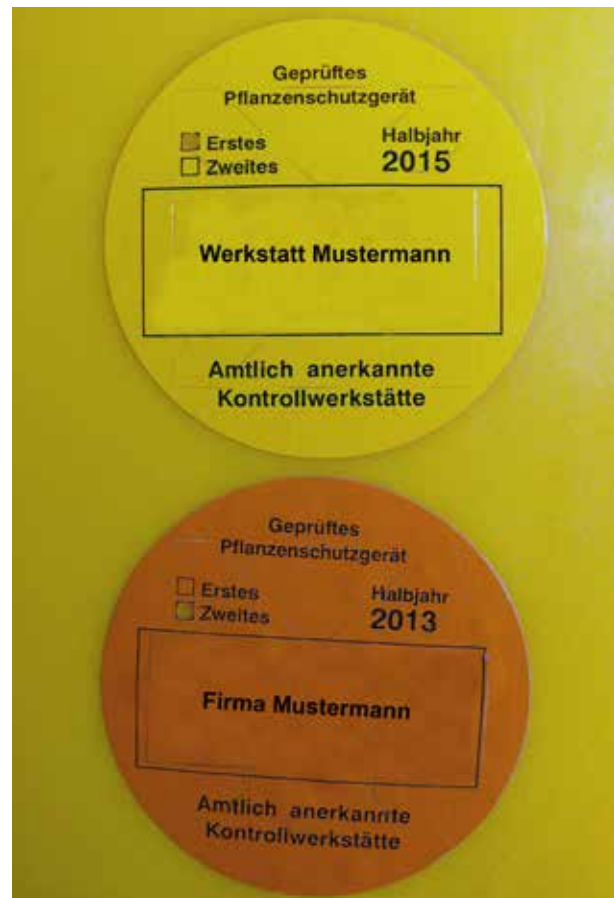 Geprüftes
Pflanzenschutzgerät
Erstes
Zweites
Halbjahr
2015
Werkstatt Mustermann
Amtlich anerkannte
Kontrollwerkstätte
Geprüftes
Pflanzenschutzgerät
Erstes
Zweites
Halbjahr
2013
Firma Mustermann
Amtlich anerkannte
Kontrollwerkstätte